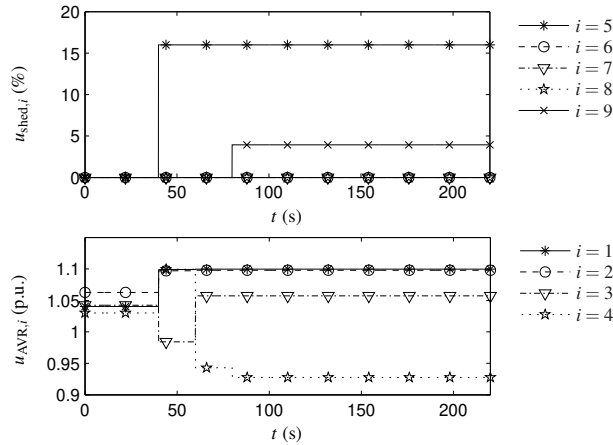 20
15
10
5
0
u_shed,i (%)
0 50 100 150 200
t (s)
i = 5
i = 6
i = 7
i = 8
i = 9
1.1
1.05
1
0.95
0.9
u_AVR,i (p.u.)
0 50 100 150 200
t (s)
i = 1
i = 2
i = 3
i = 4